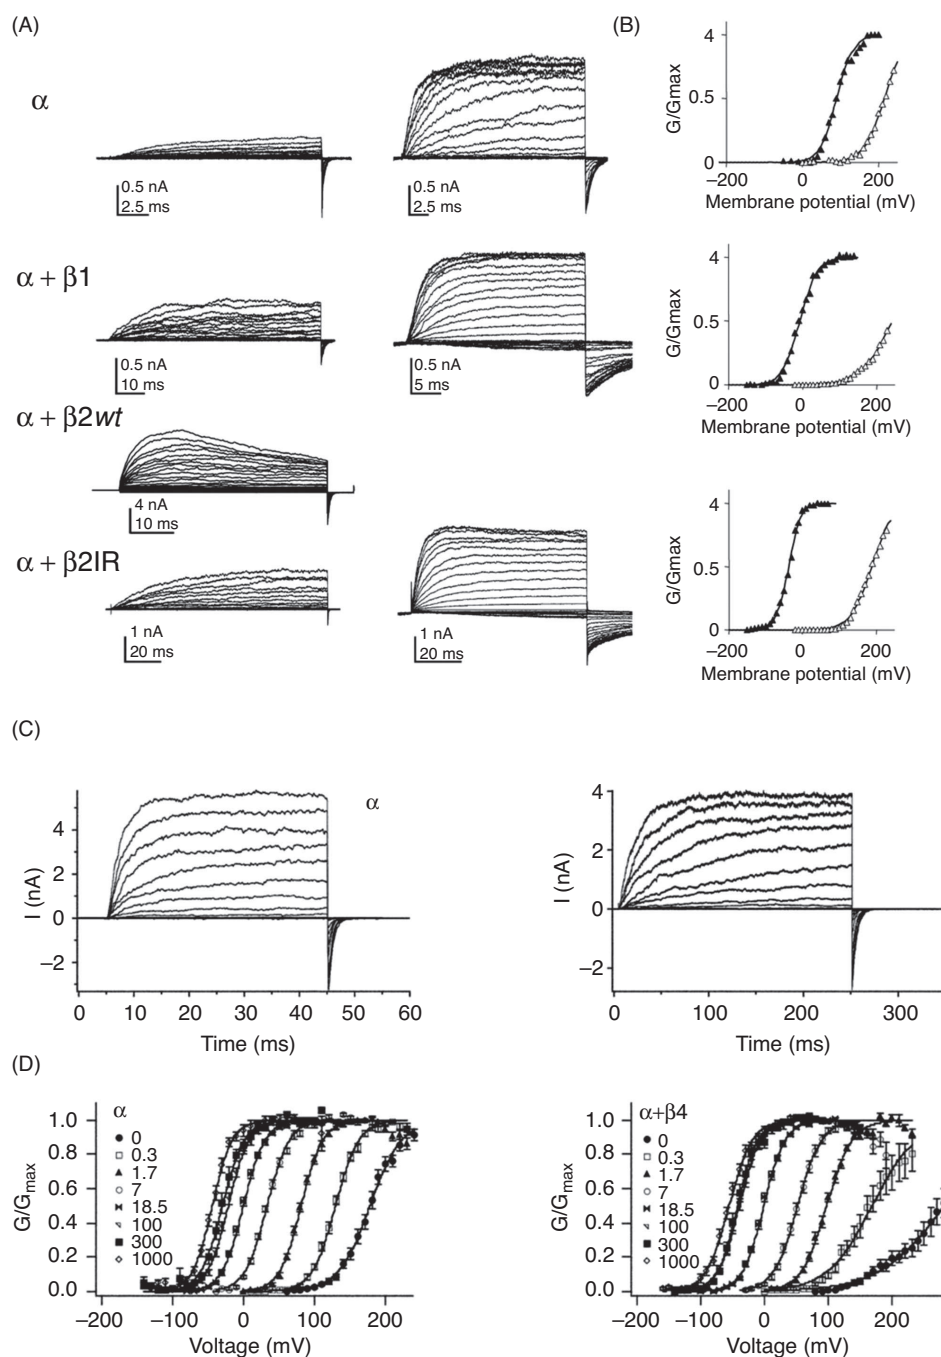 (A)
(B)
α
0.5 nA
2.5 ms
0.5 nA
2.5 ms
G/Gmax
4
0.5
0
−200
0
200
Membrane potential (mV)
α + β1
0.5 nA
10 ms
0.5 nA
5 ms
G/Gmax
4
0.5
0
−200
0
200
Membrane potential (mV)
α + β2wt
4 nA
10 ms
α + β2IR
1 nA
20 ms
1 nA
20 ms
G/Gmax
4
0.5
0
−200
0
200
Membrane potential (mV)
(C)
α
I (nA)
4
2
0
−2
0
10
20
30
40
50
60
Time (ms)
I (nA)
4
2
0
−2
0
100
200
300
Time (ms)
(D)
G/Gmax
1.0
0.8
0.6
0.4
0.2
0.0
α
0
0.3
1.7
7
18.5
100
300
1000
−200
−100
0
100
200
Voltage (mV)
G/Gmax
1.0
0.8
0.6
0.4
0.2
0.0
α+β4
0
0.3
1.7
7
18.5
100
300
1000
−200
−100
0
100
200
Voltage (mV)